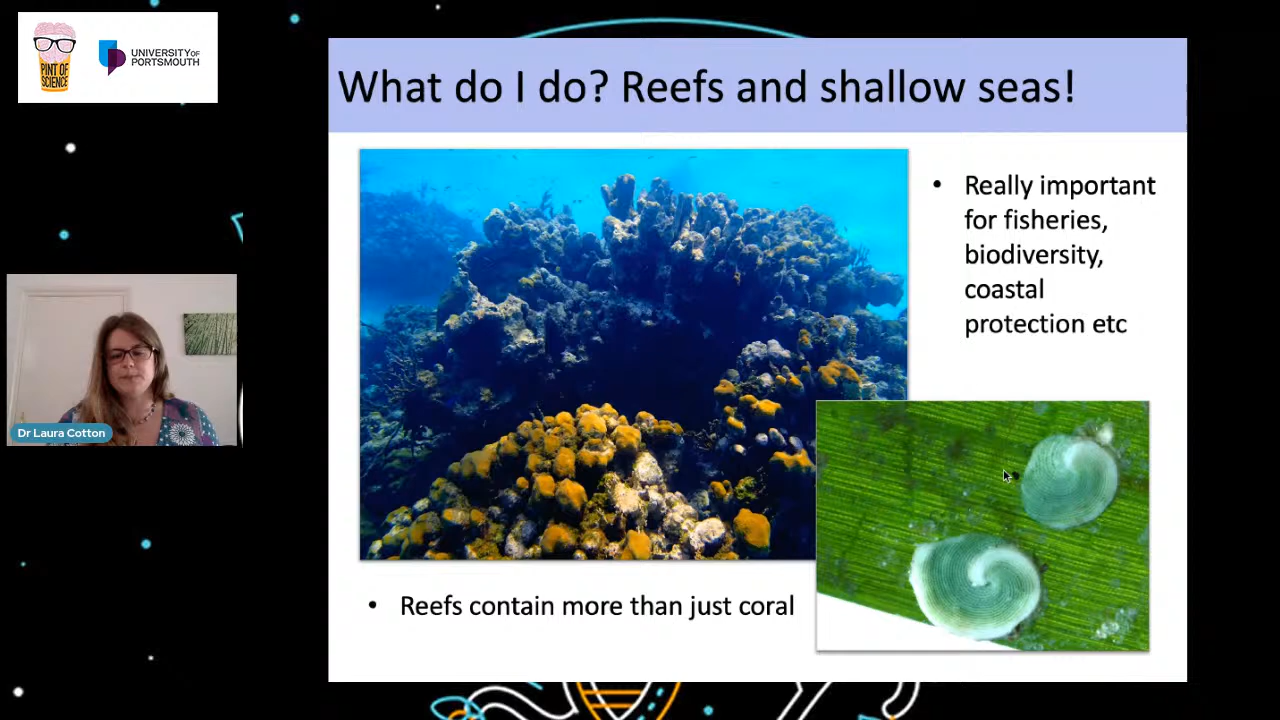 PINT OF
SCIENCE
UNIVERSITY OF
PORTSMOUTH
What do I do? Reefs and shallow seas!
• Really important
for fisheries,
biodiversity,
coastal
protection etc
Dr Laura Cotton
• Reefs contain more than just coral